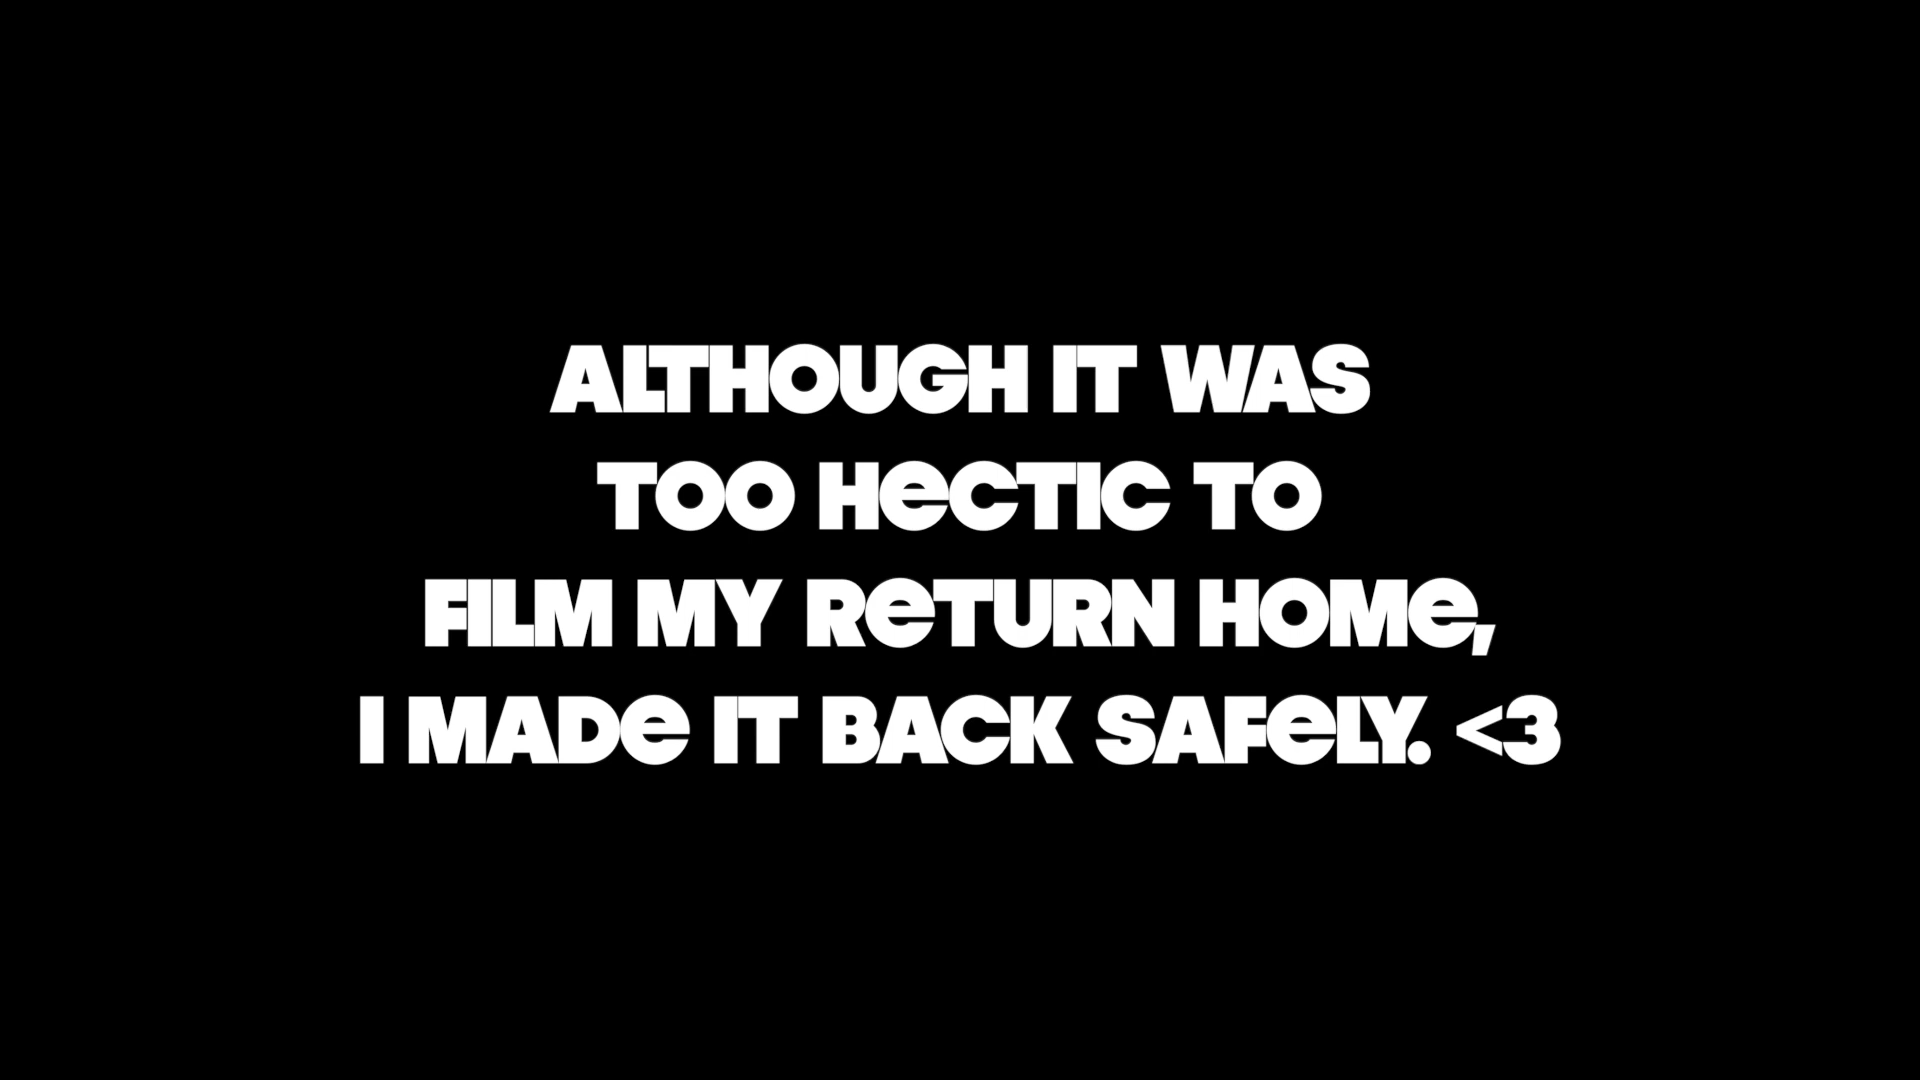 ALTHOUGH IT WAS
TOO HeCTIC TO
FILM MY ReTURN HOMe,
I MADe IT BACK SAFeLY. <3